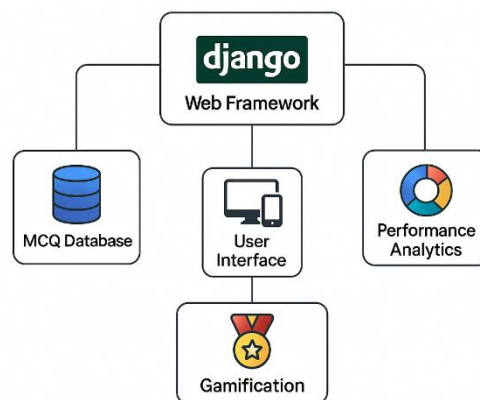 django
Web Framework
MCQ Database
User
Interface
Performance
Analytics
Gamification